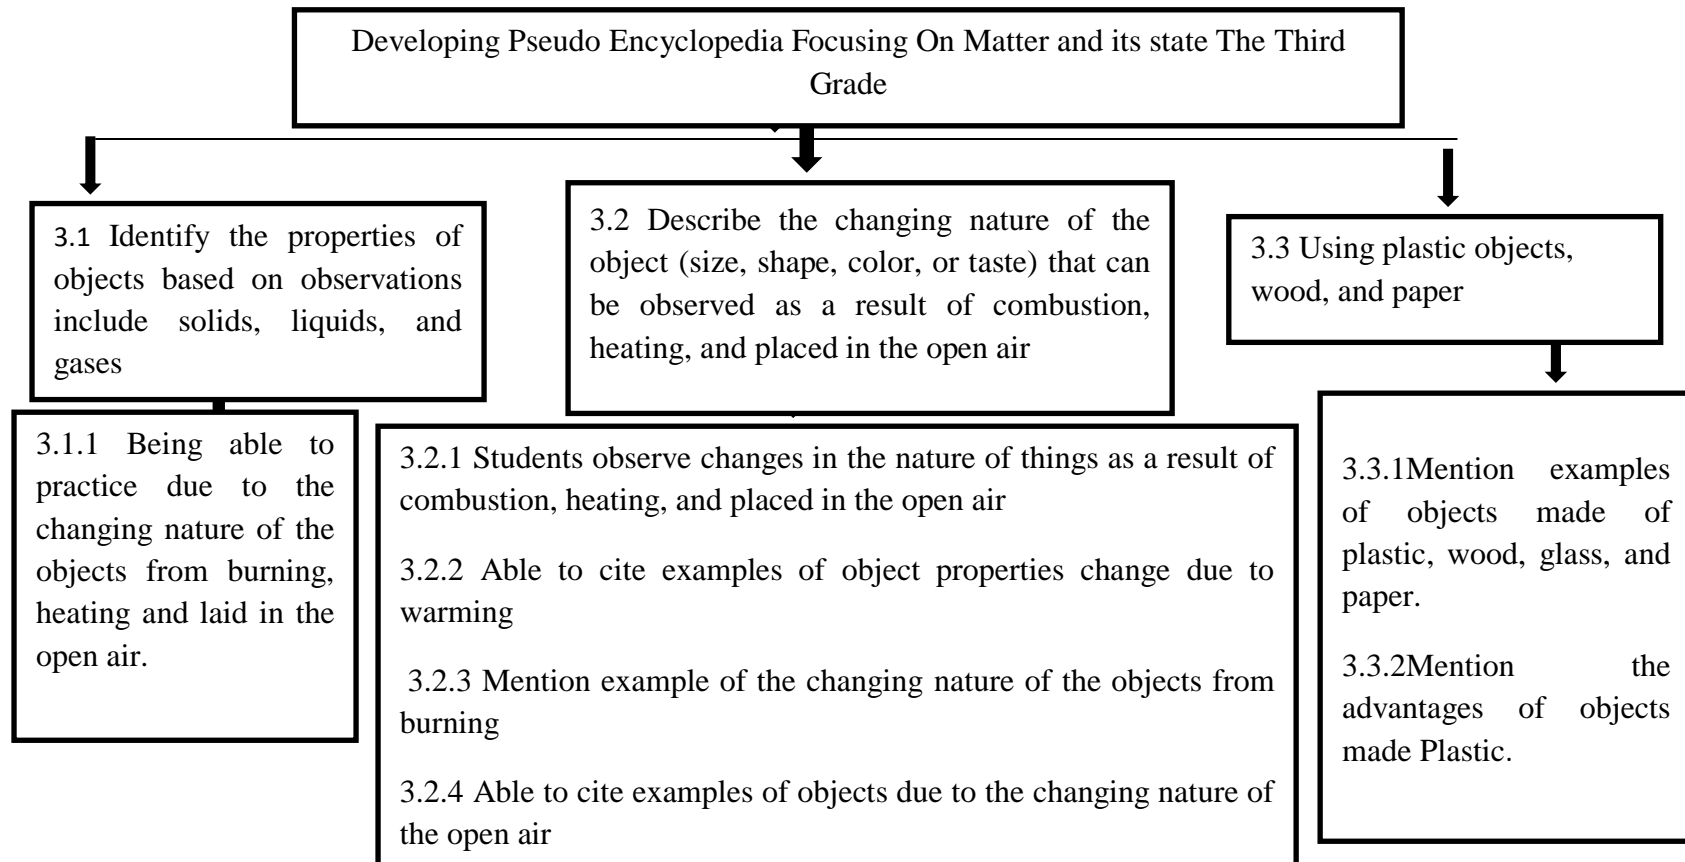 Developing Pseudo Encyclopedia Focusing On Matter and its state The Third
Grade
3.1 Identify the properties of
objects based on observations
include solids, liquids, and
gases
3.2 Describe the changing nature of the
object (size, shape, color, or taste) that can
be observed as a result of combustion,
heating, and placed in the open air
3.3 Using plastic objects,
wood, and paper
3.1.1 Being able to
practice due to the
changing nature of the
objects from burning,
heating and laid in the
open air.
3.2.1 Students observe changes in the nature of things as a result of
combustion, heating, and placed in the open air
3.2.2 Able to cite examples of object properties change due to
warming
3.2.3 Mention example of the changing nature of the objects from
burning
3.2.4 Able to cite examples of objects due to the changing nature of
the open air
3.3.1Mention examples
of objects made of
plastic, wood, glass, and
paper.
3.3.2Mention the
advantages of objects
made Plastic.